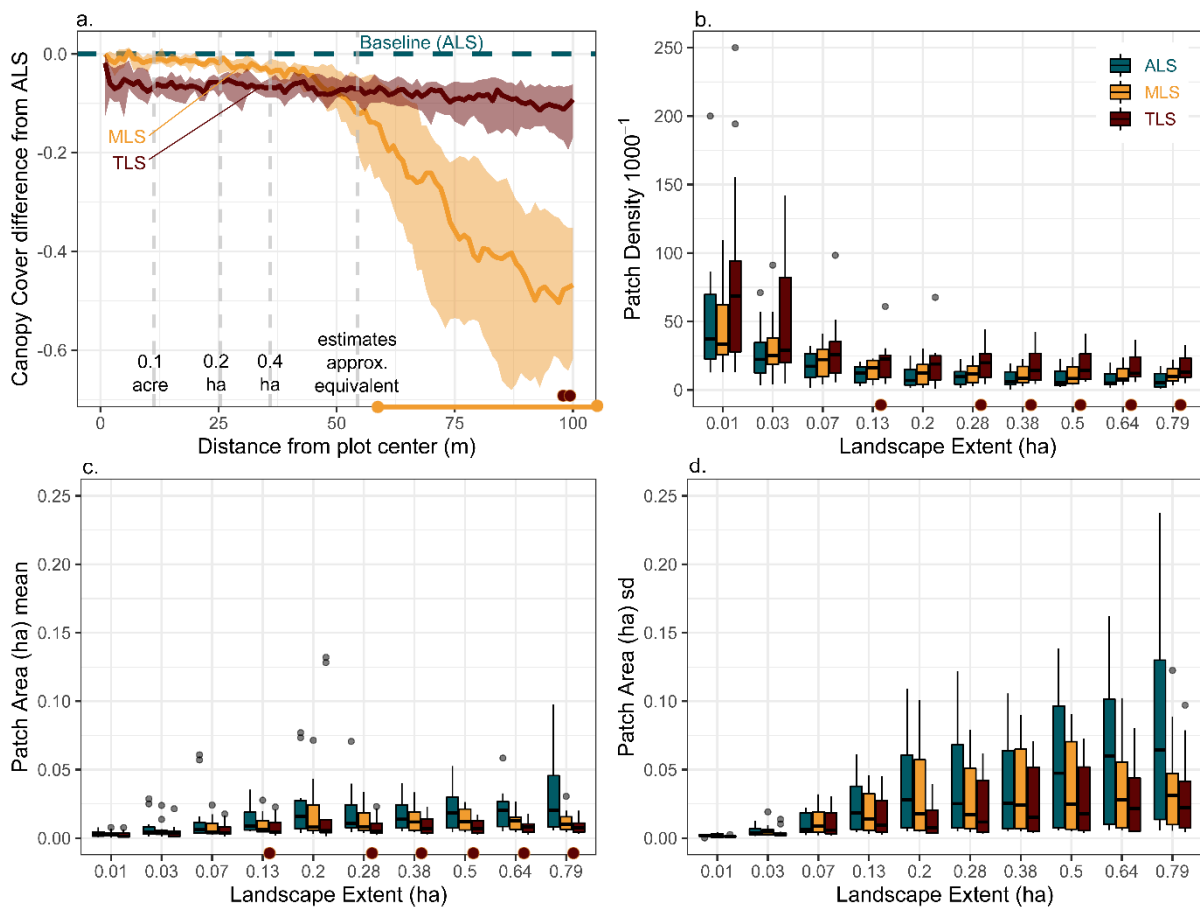 a.
Canopy Cover difference from ALS
0.0
-0.2
-0.4
-0.6
Baseline (ALS)
MLS
TLS
0.1
acre
0.2
ha
0.4
ha
estimates
approx.
equivalent
0
25
50
75
100
Distance from plot center (m)
b.
Patch Density 1000⁻¹
250
200
150
100
50
0
ALS
MLS
TLS
0.01 0.03 0.07 0.13 0.2 0.28 0.38 0.5 0.64 0.79
Landscape Extent (ha)
c.
Patch Area (ha) mean
0.25
0.20
0.15
0.10
0.05
0.00
0.01 0.03 0.07 0.13 0.2 0.28 0.38 0.5 0.64 0.79
Landscape Extent (ha)
d.
Patch Area (ha) sd
0.25
0.20
0.15
0.10
0.05
0.00
0.01 0.03 0.07 0.13 0.2 0.28 0.38 0.5 0.64 0.79
Landscape Extent (ha)